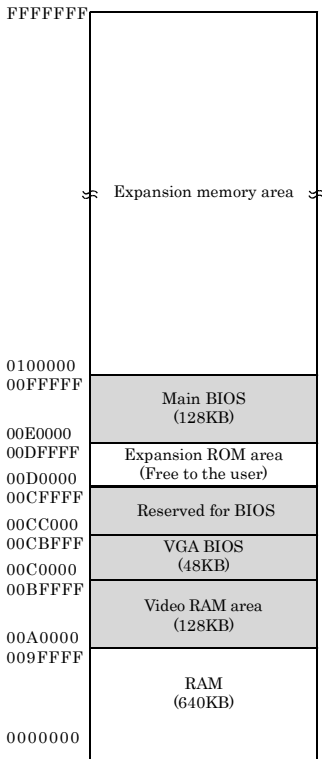 FFFFFFF
Expansion memory area
0100000
00FFFFF
Main BIOS
(128KB)
00E0000
00DFFFF
Expansion ROM area
(Free to the user)
00D0000
00CFFFF
Reserved for BIOS
00CC000
00CBFFF
VGA BIOS
(48KB)
00C0000
00BFFFF
Video RAM area
(128KB)
00A0000
009FFFF
RAM
(640KB)
0000000